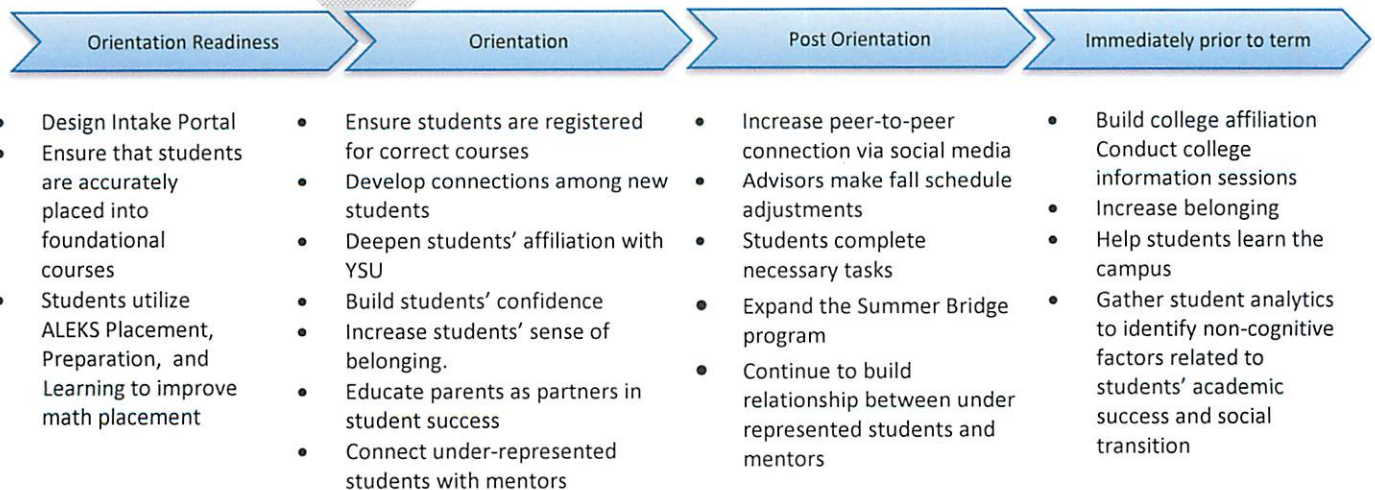 Orientation Readiness
Orientation
Post Orientation
Immediately prior to term
• Design Intake Portal
• Ensure that students
are accurately
placed into
foundational
courses
• Students utilize
ALEKS Placement,
Preparation, and
Learning to improve
math placement
• Ensure students are registered
for correct courses
• Develop connections among new
students
• Deepen students’ affiliation with
YSU
• Build students’ confidence
• Increase students’ sense of
belonging.
• Educate parents as partners in
student success
• Connect under-represented
students with mentors
• Increase peer-to-peer
connection via social media
• Advisors make fall schedule
adjustments
• Students complete
necessary tasks
• Expand the Summer Bridge
program
• Continue to build
relationship between under
represented students and
mentors
• Build college affiliation
Conduct college
information sessions
• Increase belonging
• Help students learn the
campus
• Gather student analytics
to identify non-cognitive
factors related to
students’ academic
success and social
transition